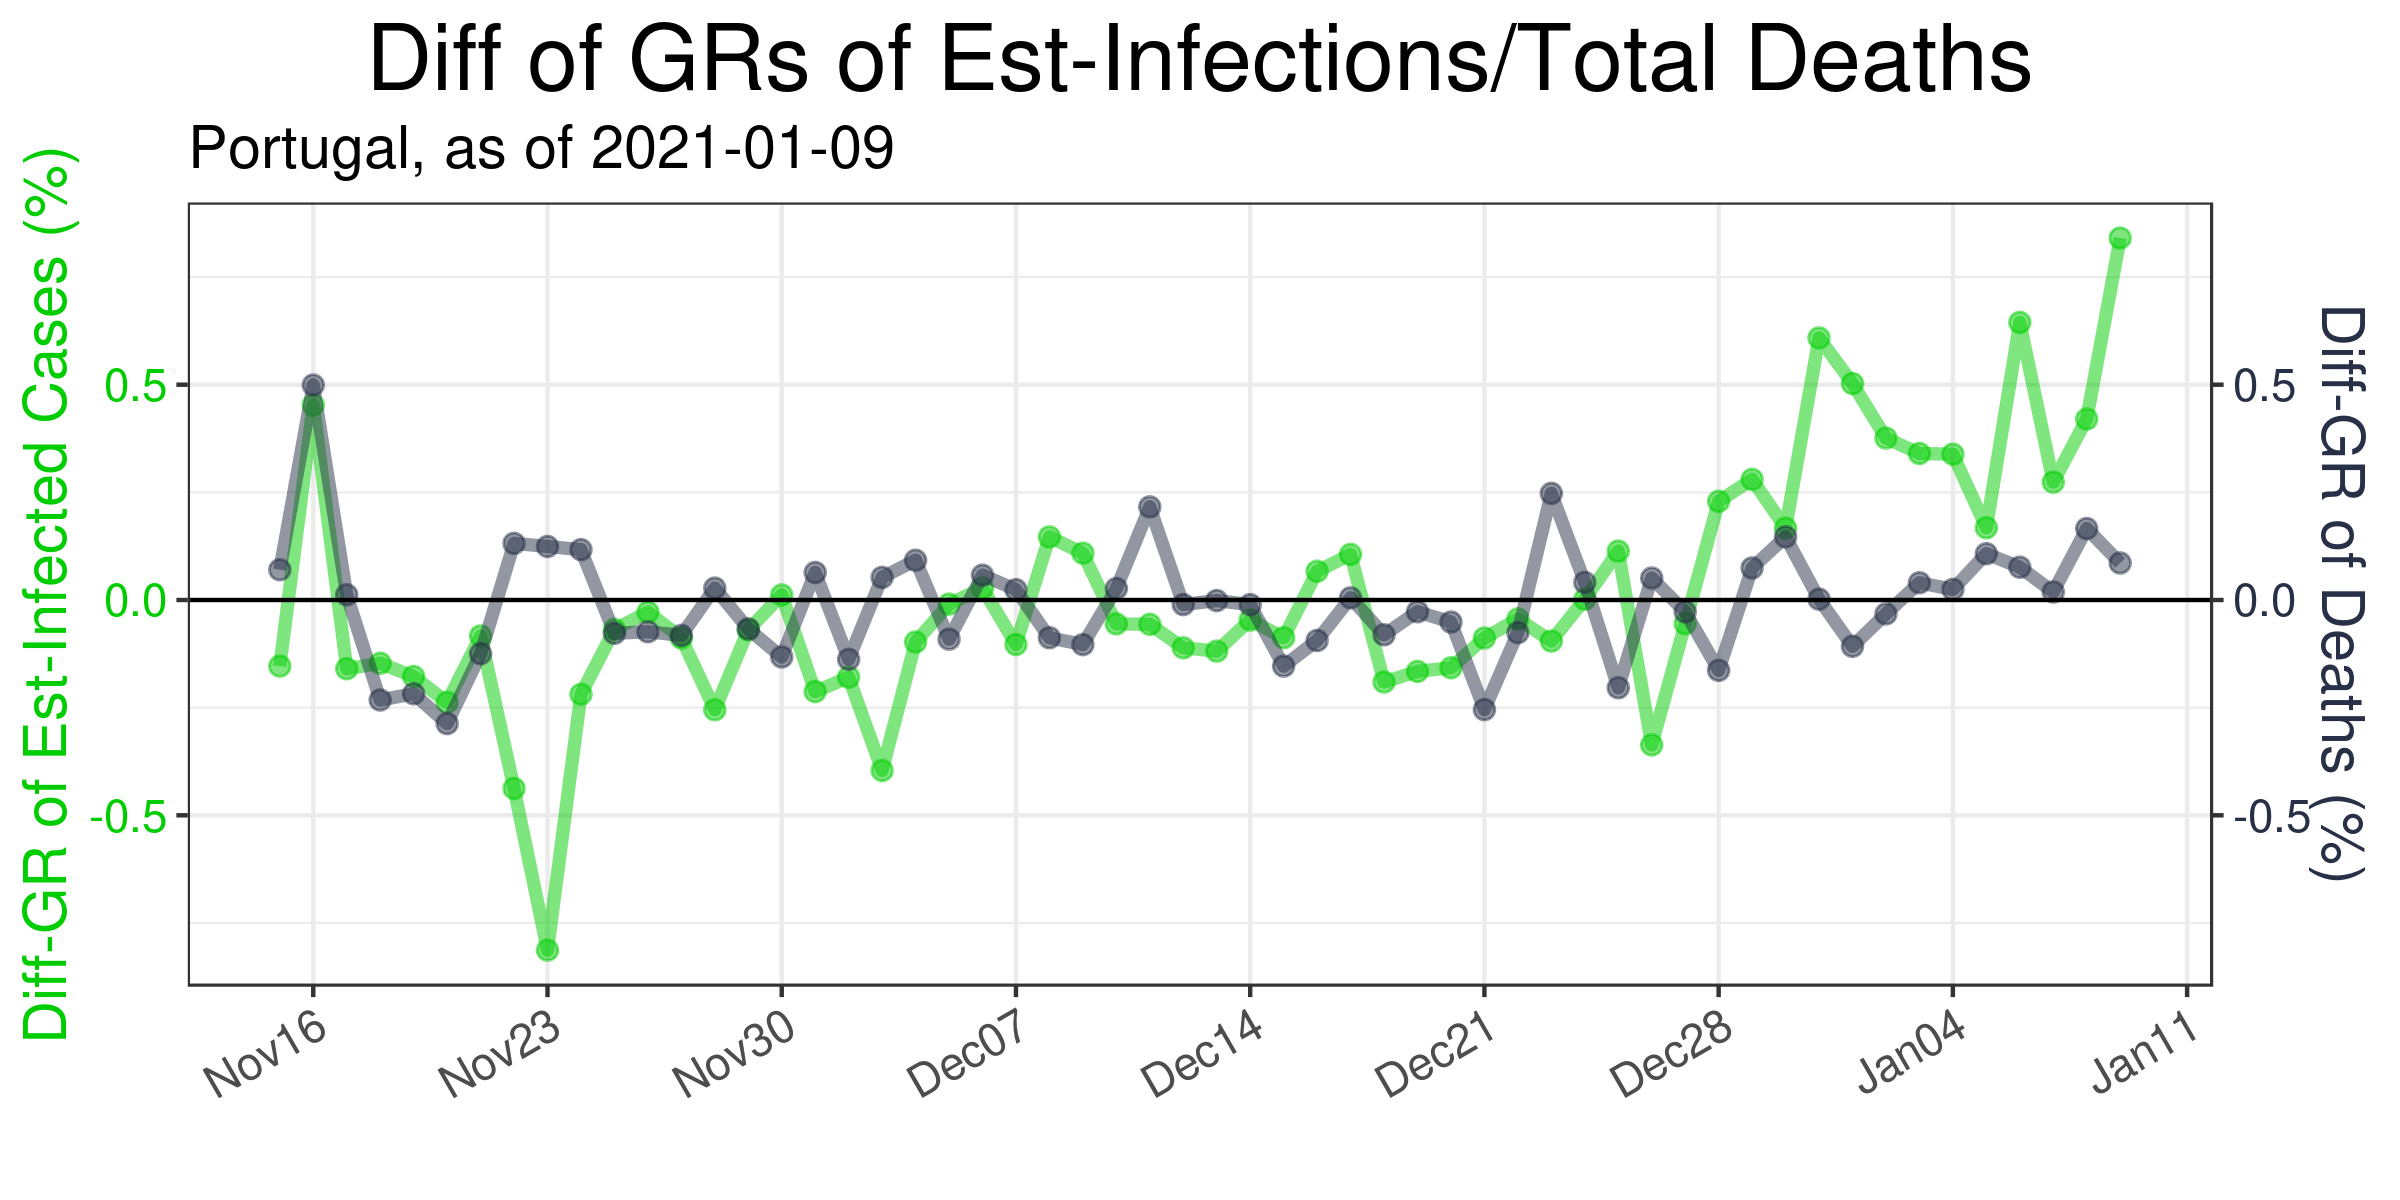 Diff of GRs of Est-Infections/Total Deaths
Portugal, as of 2021-01-09
Diff-GR of Est-Infected Cases (%)
0.5
0.0
-0.5
0.5
0.0
-0.5
Diff-GR of Deaths (%)
Nov16
Nov23
Nov30
Dec07
Dec14
Dec21
Dec28
Jan04
Jan11